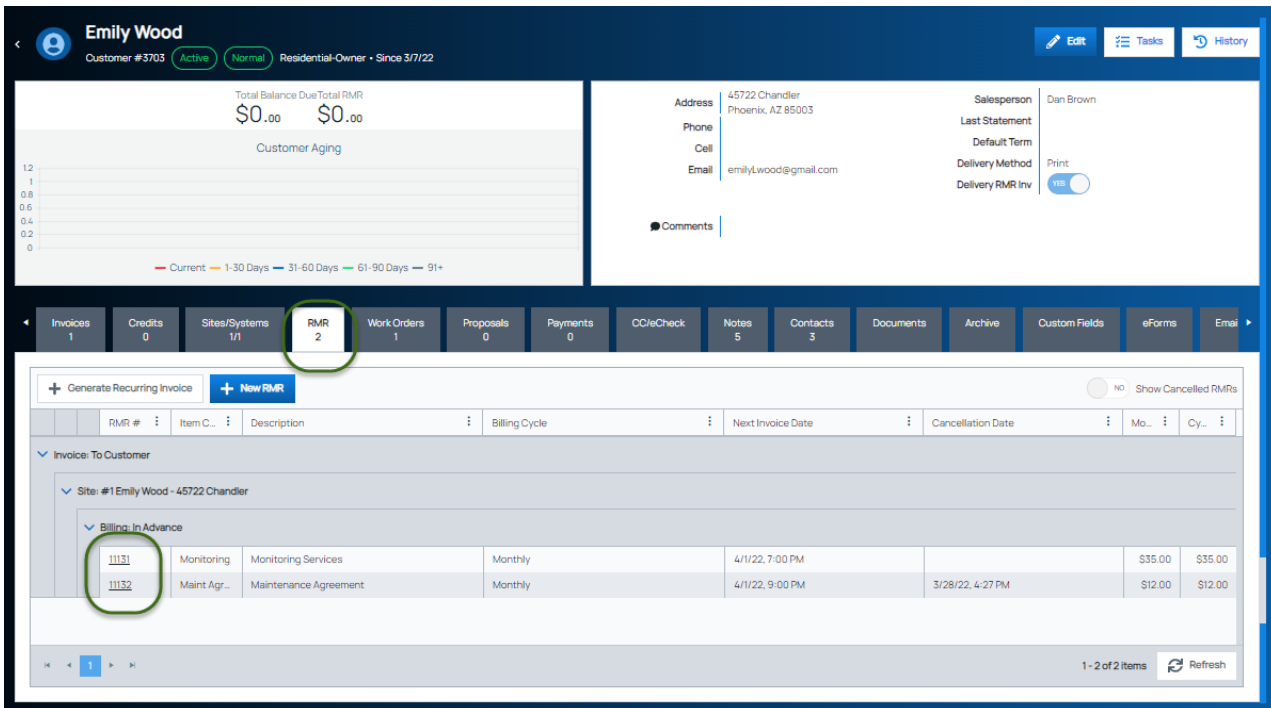 Emily Wood
Customer #3703 Active Normal Residential-Owner • Since 3/7/22
Edit Tasks History
Total Balance Due Total RMR
$0.00 $0.00
Customer Aging
1.2
1
0.8
0.6
0.4
0.2
0
Current 1-30 Days 31-60 Days 61-90 Days 91+
Address 45722 Chandler
Phoenix, AZ 85003
Phone
Cell
Email emilyLwood@gmail.com
Comments
Salesperson Dan Brown
Last Statement
Default Term
Delivery Method Print
Delivery RMR Inv YES
Invoices Credits Sites/Systems RMR Work Orders Proposals Payments CC/eCheck Notes Contacts Documents Archive Custom Fields eForms Emai
1 0 1/1 2 1 0 0 5 3
+ Generate Recurring Invoice + New RMR NO Show Cancelled RMRs
RMR # Item C... Description Billing Cycle Next Invoice Date Cancellation Date Mo... Cy...
Invoice: To Customer
Site: #1 Emily Wood - 45722 Chandler
Billing: In Advance
11131 Monitoring Monitoring Services Monthly 4/1/22, 7:00 PM $35.00 $35.00
11132 Maint Agr... Maintenance Agreement Monthly 4/1/22, 9:00 PM 3/28/22, 4:27 PM $12.00 $12.00
1 1 - 2 of 2 items Refresh